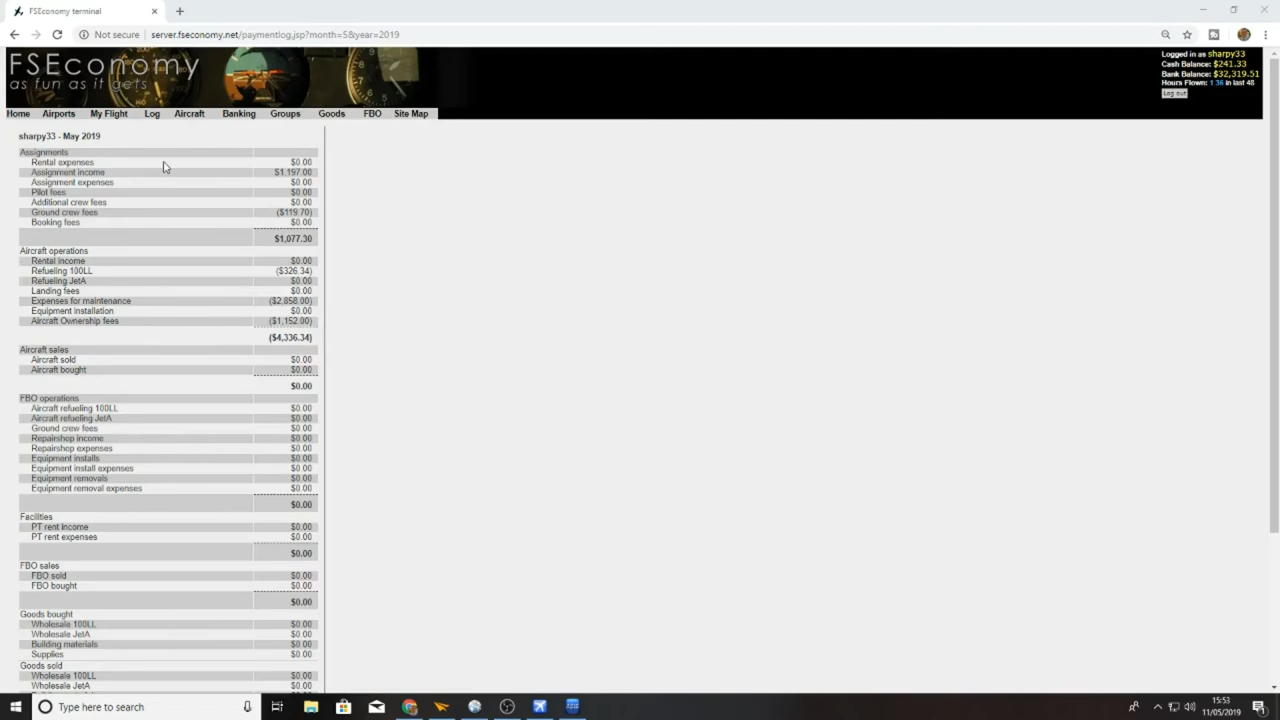 FSEconomy terminal
Not secure server.fseconomy.net/paymentlog.jsp?month=5&year=2019
FSEconomy
as fun as it gets
Logged in as sharpy33
Cash Balance: $241.33
Bank Balance: $32,319.51
Hours Flown: 1.36 in last 48
Log out
Home Airports My Flight Log Aircraft Banking Groups Goods FBO Site Map
sharpy33 - May 2019
Assignments
Rental expenses $0.00
Assignment income $1,197.00
Assignment expenses $0.00
Pilot fees $0.00
Additional crew fees $0.00
Ground crew fees ($119.70)
Booking fees $0.00
$1,077.30
Aircraft operations
Rental income $0.00
Refueling 100LL ($326.34)
Refueling JetA $0.00
Landing fees $0.00
Expenses for maintenance ($2,858.00)
Equipment installation $0.00
Aircraft Ownership fees ($1,152.00)
($4,336.34)
Aircraft sales
Aircraft sold $0.00
Aircraft bought $0.00
$0.00
FBO operations
Aircraft refueling 100LL $0.00
Aircraft refueling JetA $0.00
Ground crew fees $0.00
Repairshop income $0.00
Repairshop expenses $0.00
Equipment installs $0.00
Equipment install expenses $0.00
Equipment removals $0.00
Equipment removal expenses $0.00
$0.00
Facilities
PT rent income $0.00
PT rent expenses $0.00
$0.00
FBO sales
FBO sold $0.00
FBO bought $0.00
$0.00
Goods bought
Wholesale 100LL $0.00
Wholesale JetA $0.00
Building materials $0.00
Supplies $0.00
Goods sold
Wholesale 100LL $0.00
Wholesale JetA $0.00
Type here to search
15:53
11/05/2019